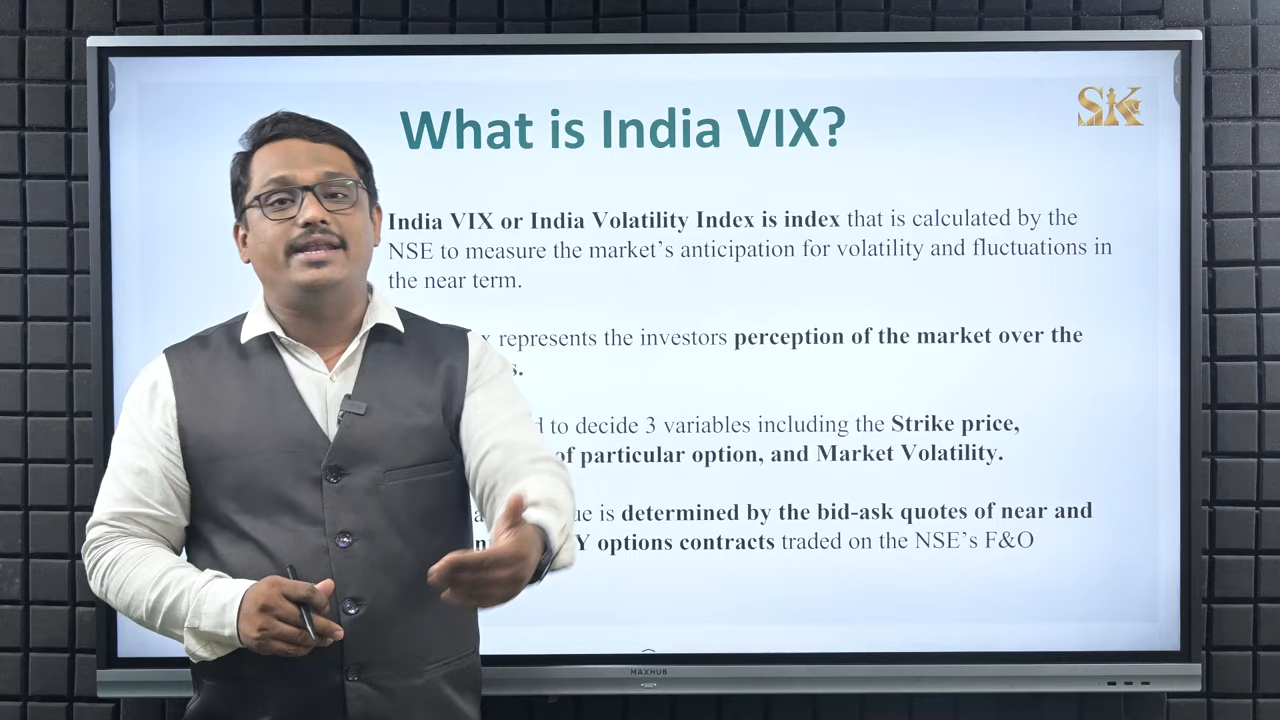 What is India VIX?
SK
India VIX or India Volatility Index is index that is calculated by the
NSE to measure the market’s anticipation for volatility and fluctuations in
the near term.
represents the investors perception of the market over the
to decide 3 variables including the Strike price,
of particular option, and Market Volatility.
is determined by the bid-ask quotes of near and
options contracts traded on the NSE’s F&O
MAXHUB